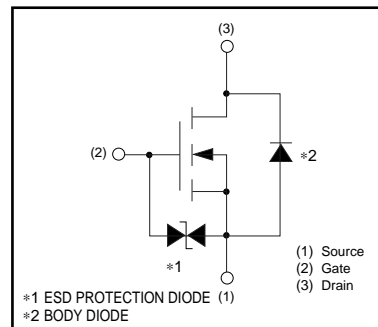 (3)
(2)
∗2
∗1
(1) Source
(2) Gate
(3) Drain
∗1 ESD PROTECTION DIODE (1)
∗2 BODY DIODE